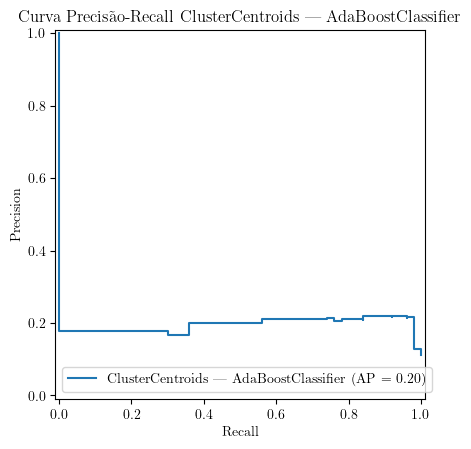 Curva Precisão-Recall ClusterCentroids — AdaBoostClassifier
1.0
0.8
0.6
0.4
0.2
0.0
Precision
ClusterCentroids — AdaBoostClassifier (AP = 0.20)
0.0 0.2 0.4 0.6 0.8 1.0
Recall